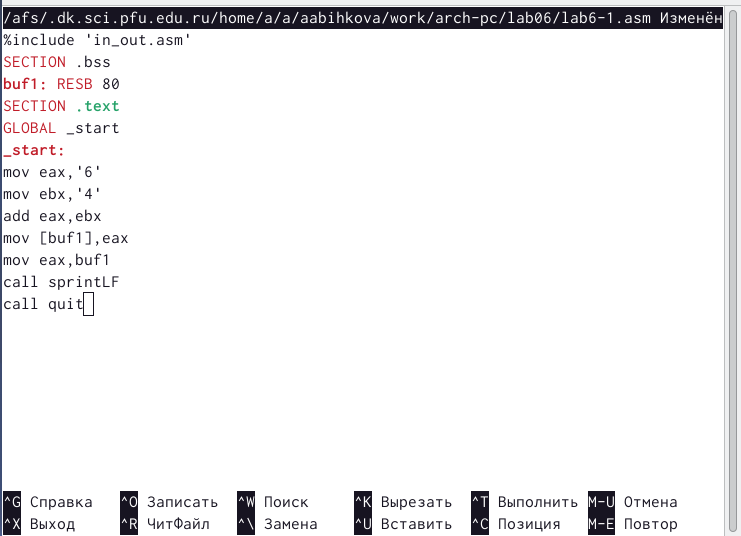 /afs/.dk.sci.pfu.edu.ru/home/a/a/aabihkova/work/arch-pc/lab06/lab6-1.asm Изменён
%include 'in_out.asm'
SECTION .bss
buf1: RESB 80
SECTION .text
GLOBAL _start
_start:
mov eax,'6'
mov ebx,'4'
add eax,ebx
mov [buf1],eax
mov eax,buf1
call sprintLF
call quit
^G Справка ^O Записать ^W Поиск ^K Вырезать ^T Выполнить M-U Отмена
^X Выход ^R ЧитФайл ^\ Замена ^U Вставить ^C Позиция M-E Повтор